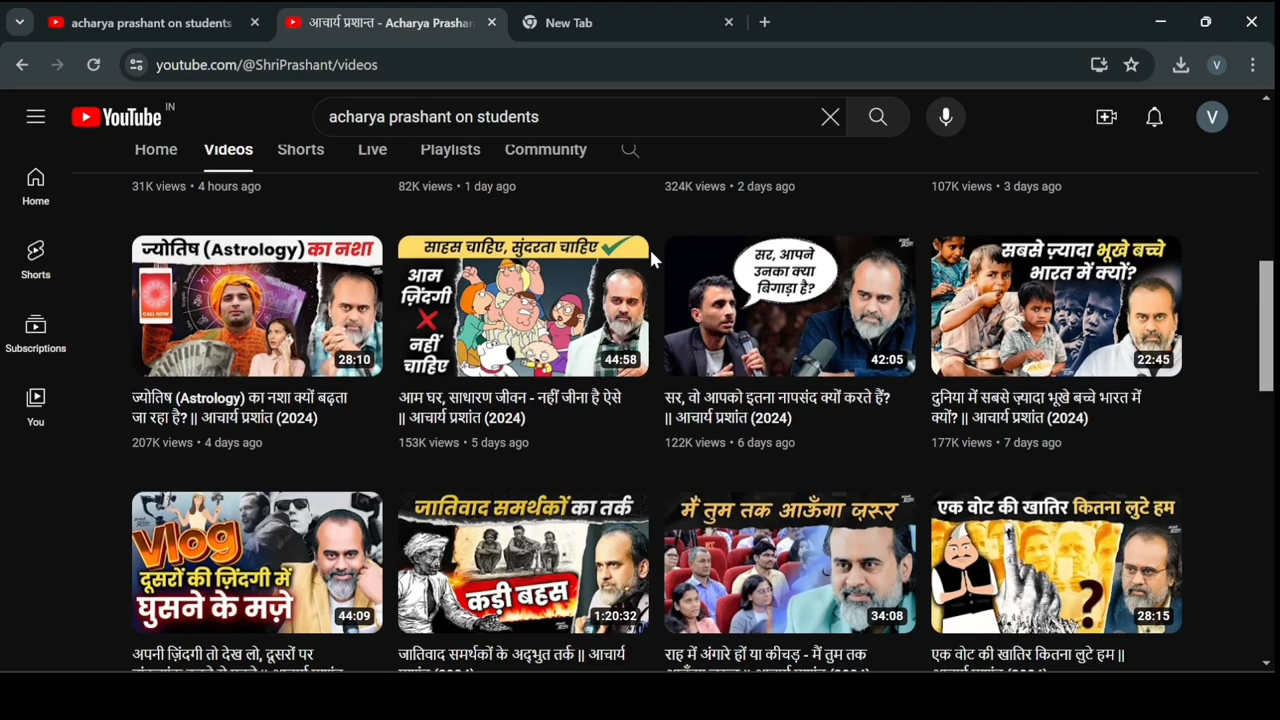 acharya prashant on students
आचार्य प्रशान्त - Acharya Prashan
New Tab
youtube.com/@ShriPrashant/videos
V
YouTube IN
acharya prashant on students
V
Home
Videos
Shorts
Live
Playlists
Community
Home
Shorts
Subscriptions
You
31K views • 4 hours ago
82K views • 1 day ago
324K views • 2 days ago
107K views • 3 days ago
ज्योतिष (Astrology) का नशा
CALL NOW
28:10
साहस चाहिए, सुंदरता चाहिए
आम
ज़िंदगी
नहीं
चाहिए
44:58
सर, आपने
उनका क्या
बिगाड़ा है?
42:05
सबसे ज़्यादा भूखे बच्चे
भारत में क्यों?
22:45
ज्योतिष (Astrology) का नशा क्यों बढ़ता
जा रहा है? || आचार्य प्रशांत (2024)
207K views • 4 days ago
आम घर, साधारण जीवन - नहीं जीना है ऐसे
|| आचार्य प्रशांत (2024)
153K views • 5 days ago
सर, वो आपको इतना नापसंद क्यों करते हैं?
|| आचार्य प्रशांत (2024)
122K views • 6 days ago
दुनिया में सबसे ज़्यादा भूखे बच्चे भारत में
क्यों? || आचार्य प्रशांत (2024)
177K views • 7 days ago
Vlog
दूसरों की ज़िंदगी में
घुसने के मज़े
44:09
जातिवाद समर्थकों का तर्क
कड़ी बहस
1:20:32
मैं तुम तक आऊँगा ज़रूर
34:08
एक वोट की खातिर कितना लुटे हम
28:15
अपनी ज़िंदगी तो देख लो, दूसरों पर
जातिवाद समर्थकों के अद्भुत तर्क || आचार्य
राह में अंगारे हों या कीचड़ - मैं तुम तक
एक वोट की खातिर कितना लुटे हम ||